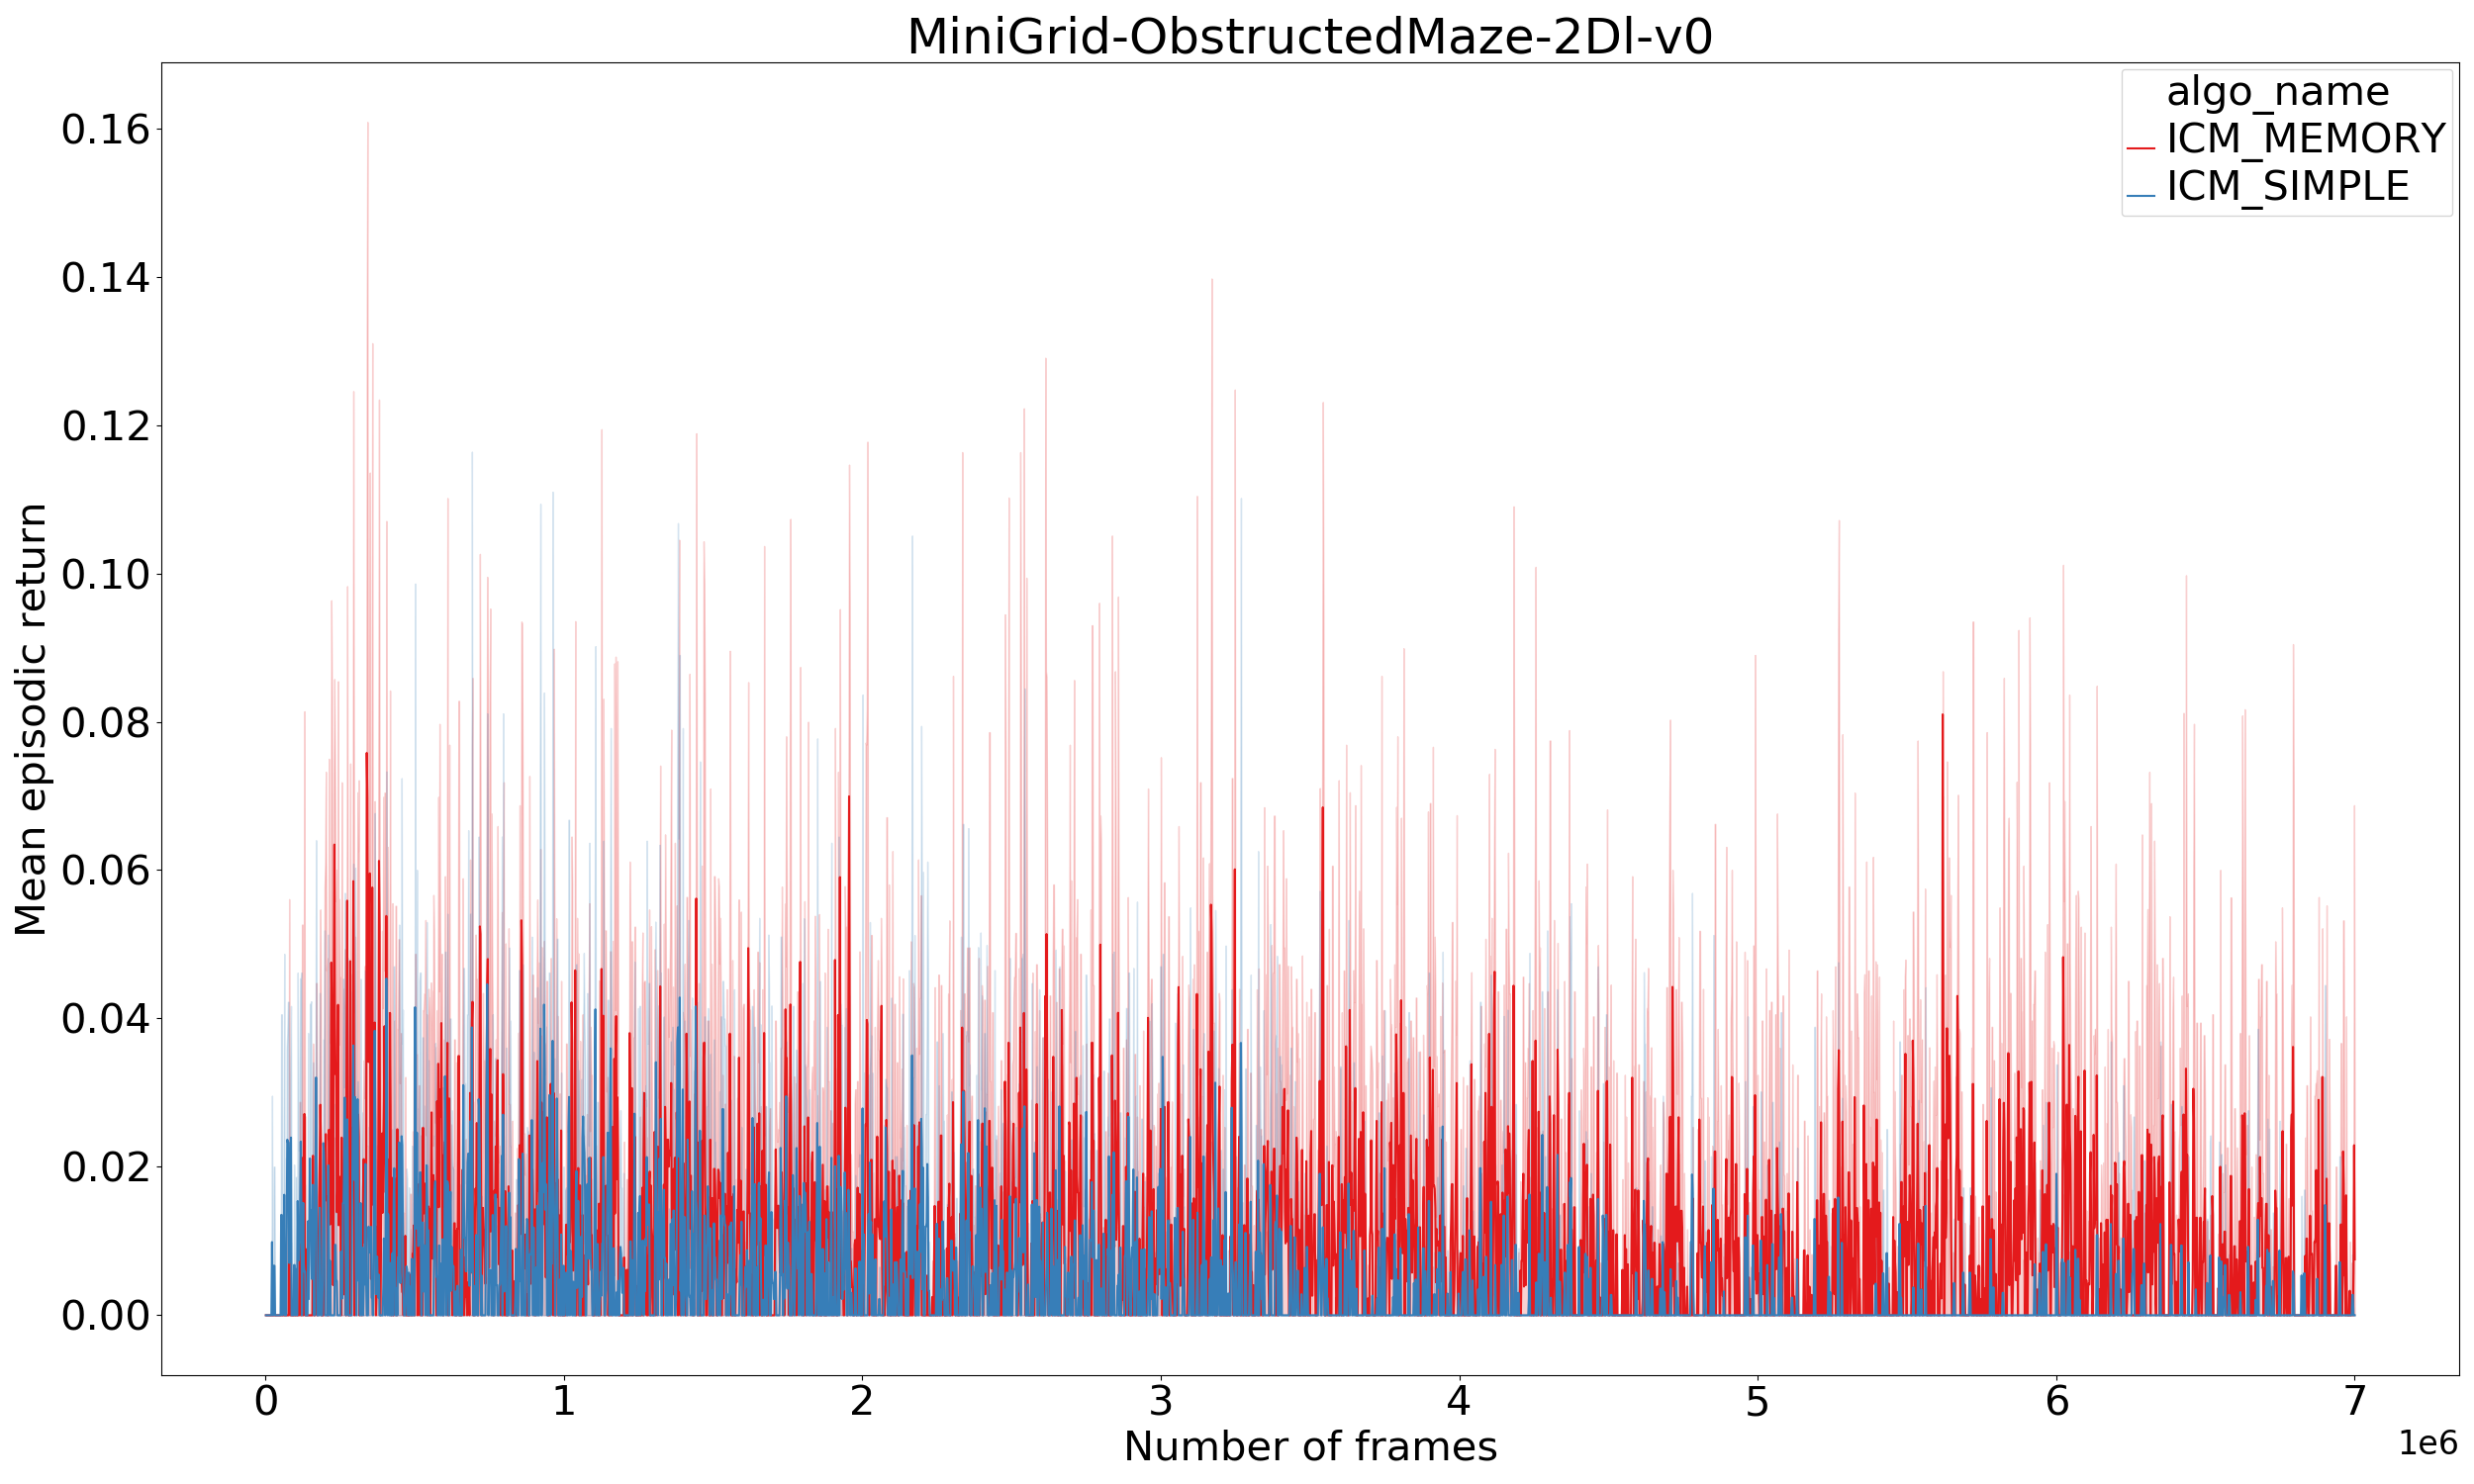 MiniGrid-ObstructedMaze-2Dl-v0
algo_name
ICM_MEMORY
ICM_SIMPLE
Mean episodic return
0.16
0.14
0.12
0.10
0.08
0.06
0.04
0.02
0.00
0 1 2 3 4 5 6 7
1e6
Number of frames